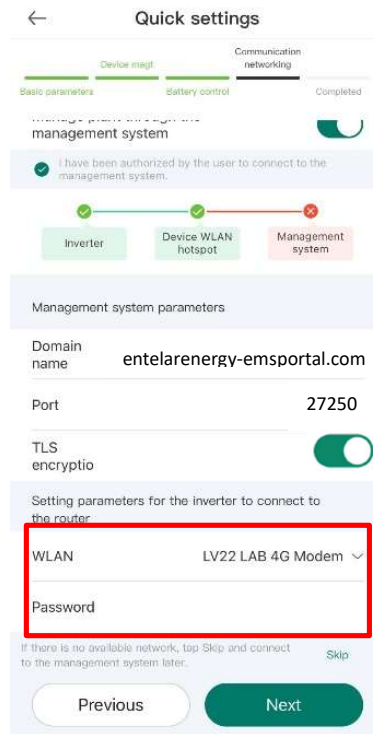 Quick settings
Basic parameters
Device magt
Battery control
Communication
networking
Completed
management system
I have been authorized by the user to connect to the
management system.
Inverter
Device WLAN
hotspot
Management
system
Management system parameters
Domain
name
entelarenergy-emsportal.com
Port 27250
TLS
encryptio
Setting parameters for the inverter to connect to
the router
WLAN LV22 LAB 4G Modem
Password
If there is no available network, tap Skip and connect
to the management system later.
Skip
Previous Next